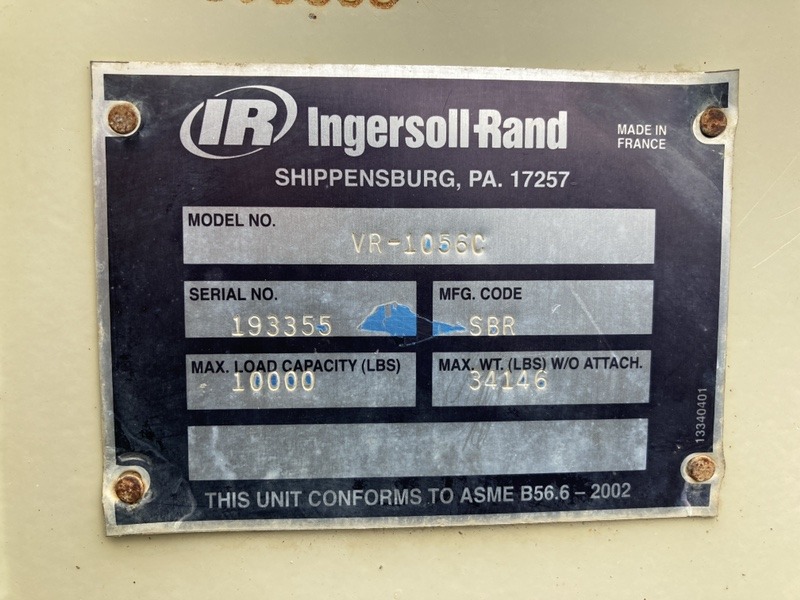 IR Ingersoll-Rand
MADE IN
FRANCE
SHIPPENSBURG, PA. 17257
MODEL NO.
VR-1056C
SERIAL NO.
193355
MFG. CODE
SBR
MAX. LOAD CAPACITY (LBS)
10000
MAX. WT. (LBS) W/O ATTACH.
34146
13340401
THIS UNIT CONFORMS TO ASME B56.6 – 2002